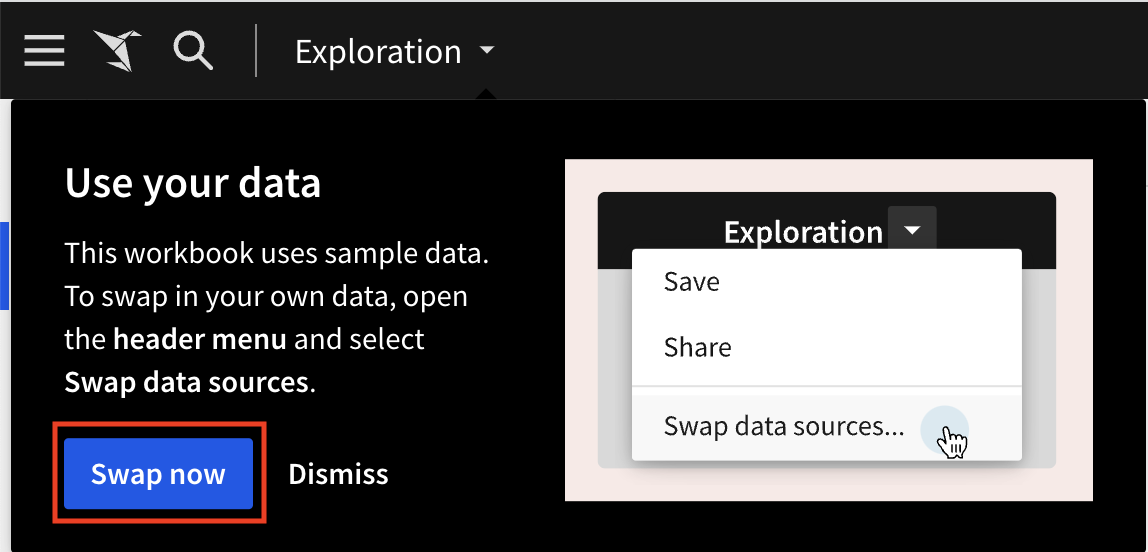 Exploration
Use your data
This workbook uses sample data.
To swap in your own data, open
the header menu and select
Swap data sources.
Swap now
Dismiss
Exploration
Save
Share
Swap data sources...